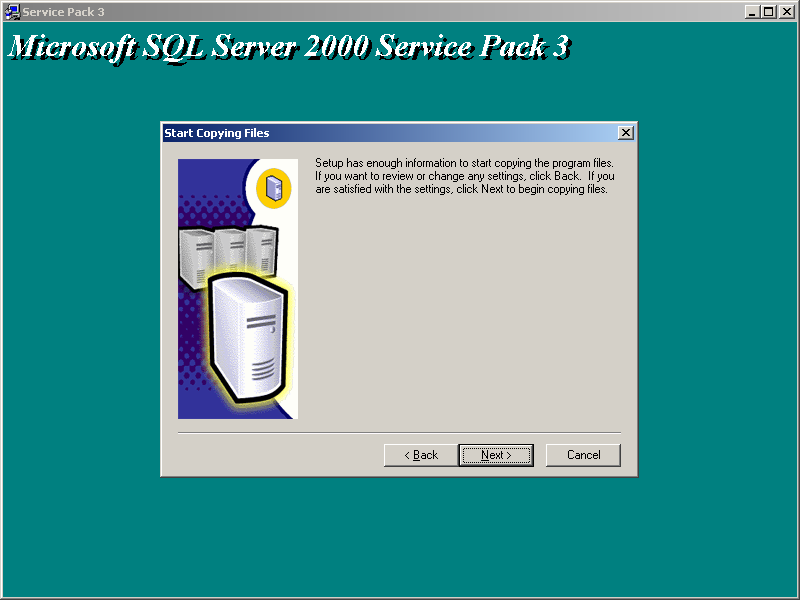 Service Pack 3
Microsoft SQL Server 2000 Service Pack 3
Start Copying Files
Setup has enough information to start copying the program files.
If you want to review or change any settings, click Back.  If you
are satisfied with the settings, click Next to begin copying files.
< Back
Next >
Cancel